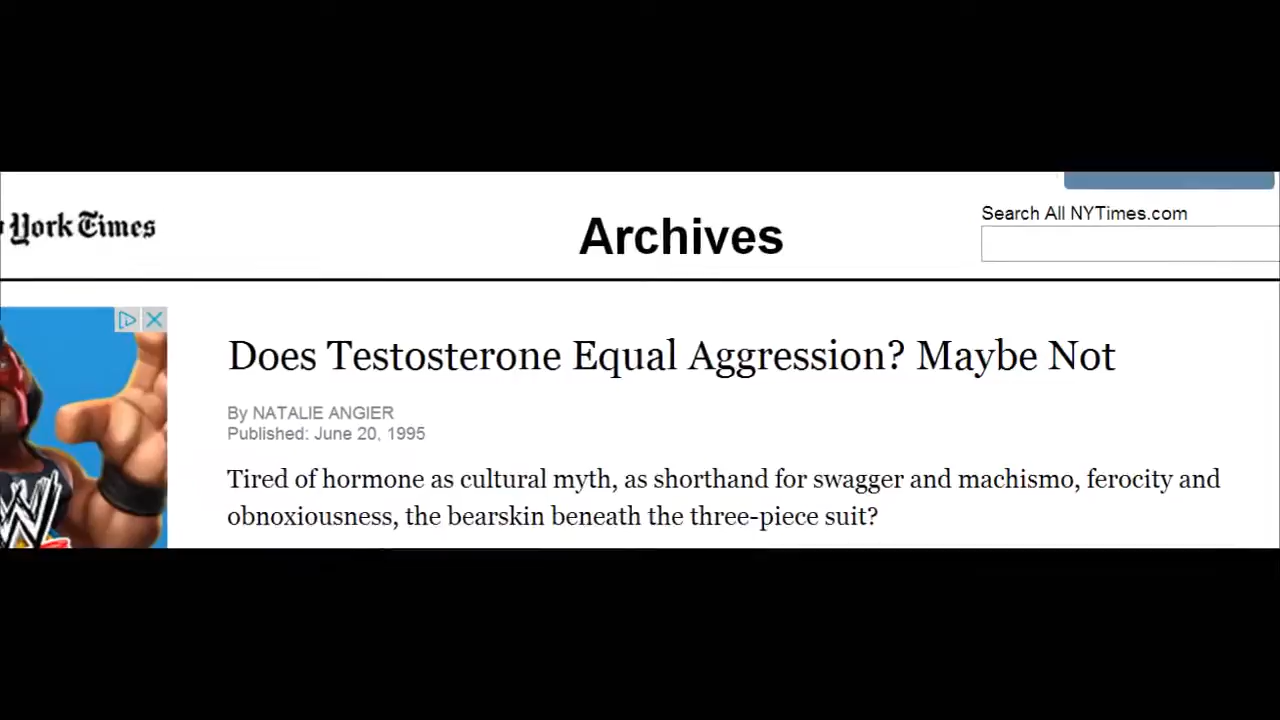 York Times
Archives
Search All NYTimes.com
Does Testosterone Equal Aggression? Maybe Not
By NATALIE ANGIER
Published: June 20, 1995
Tired of hormone as cultural myth, as shorthand for swagger and machismo, ferocity and
obnoxiousness, the bearskin beneath the three-piece suit?
W